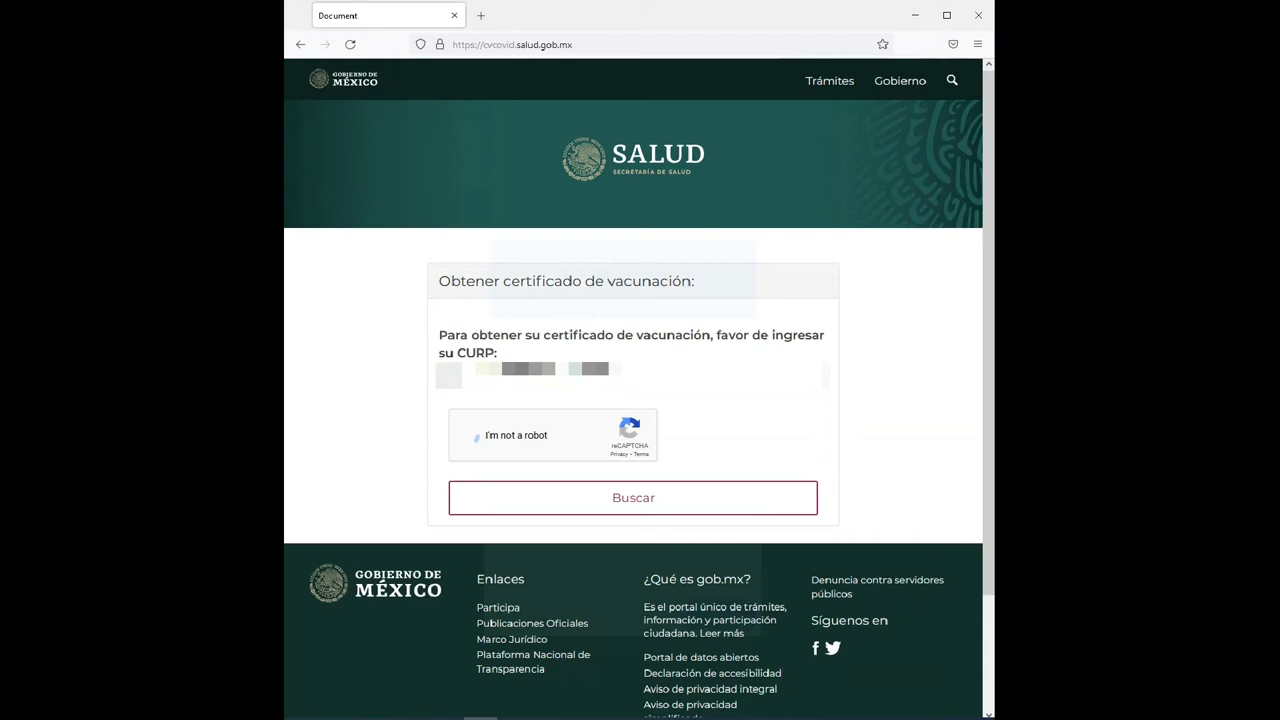 Document
https://cvcovid.salud.gob.mx
GOBIERNO DE
MÉXICO
Trámites Gobierno
SALUD
SECRETARÍA DE SALUD
Obtener certificado de vacunación:
Para obtener su certificado de vacunación, favor de ingresar
su CURP:
I'm not a robot
reCAPTCHA
Privacy - Terms
Buscar
GOBIERNO DE
MÉXICO
Enlaces
Participa
Publicaciones Oficiales
Marco Jurídico
Plataforma Nacional de
Transparencia
¿Qué es gob.mx?
Es el portal único de trámites,
información y participación
ciudadana. Leer más
Portal de datos abiertos
Declaración de accesibilidad
Aviso de privacidad integral
Aviso de privacidad
simplificado
Denuncia contra servidores
públicos
Síguenos en